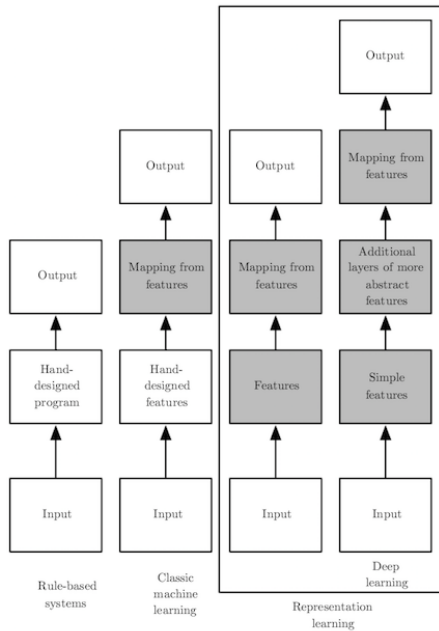 Output
Output
Mapping from
features
Output
Mapping from
features
Output
Mapping from
features
Additional
layers of more
abstract
features
Hand-
designed
program
Hand-
designed
features
Features
Simple
features
Input
Input
Input
Input
Rule-based
systems
Classic
machine
learning
Representation
learning
Deep
learning